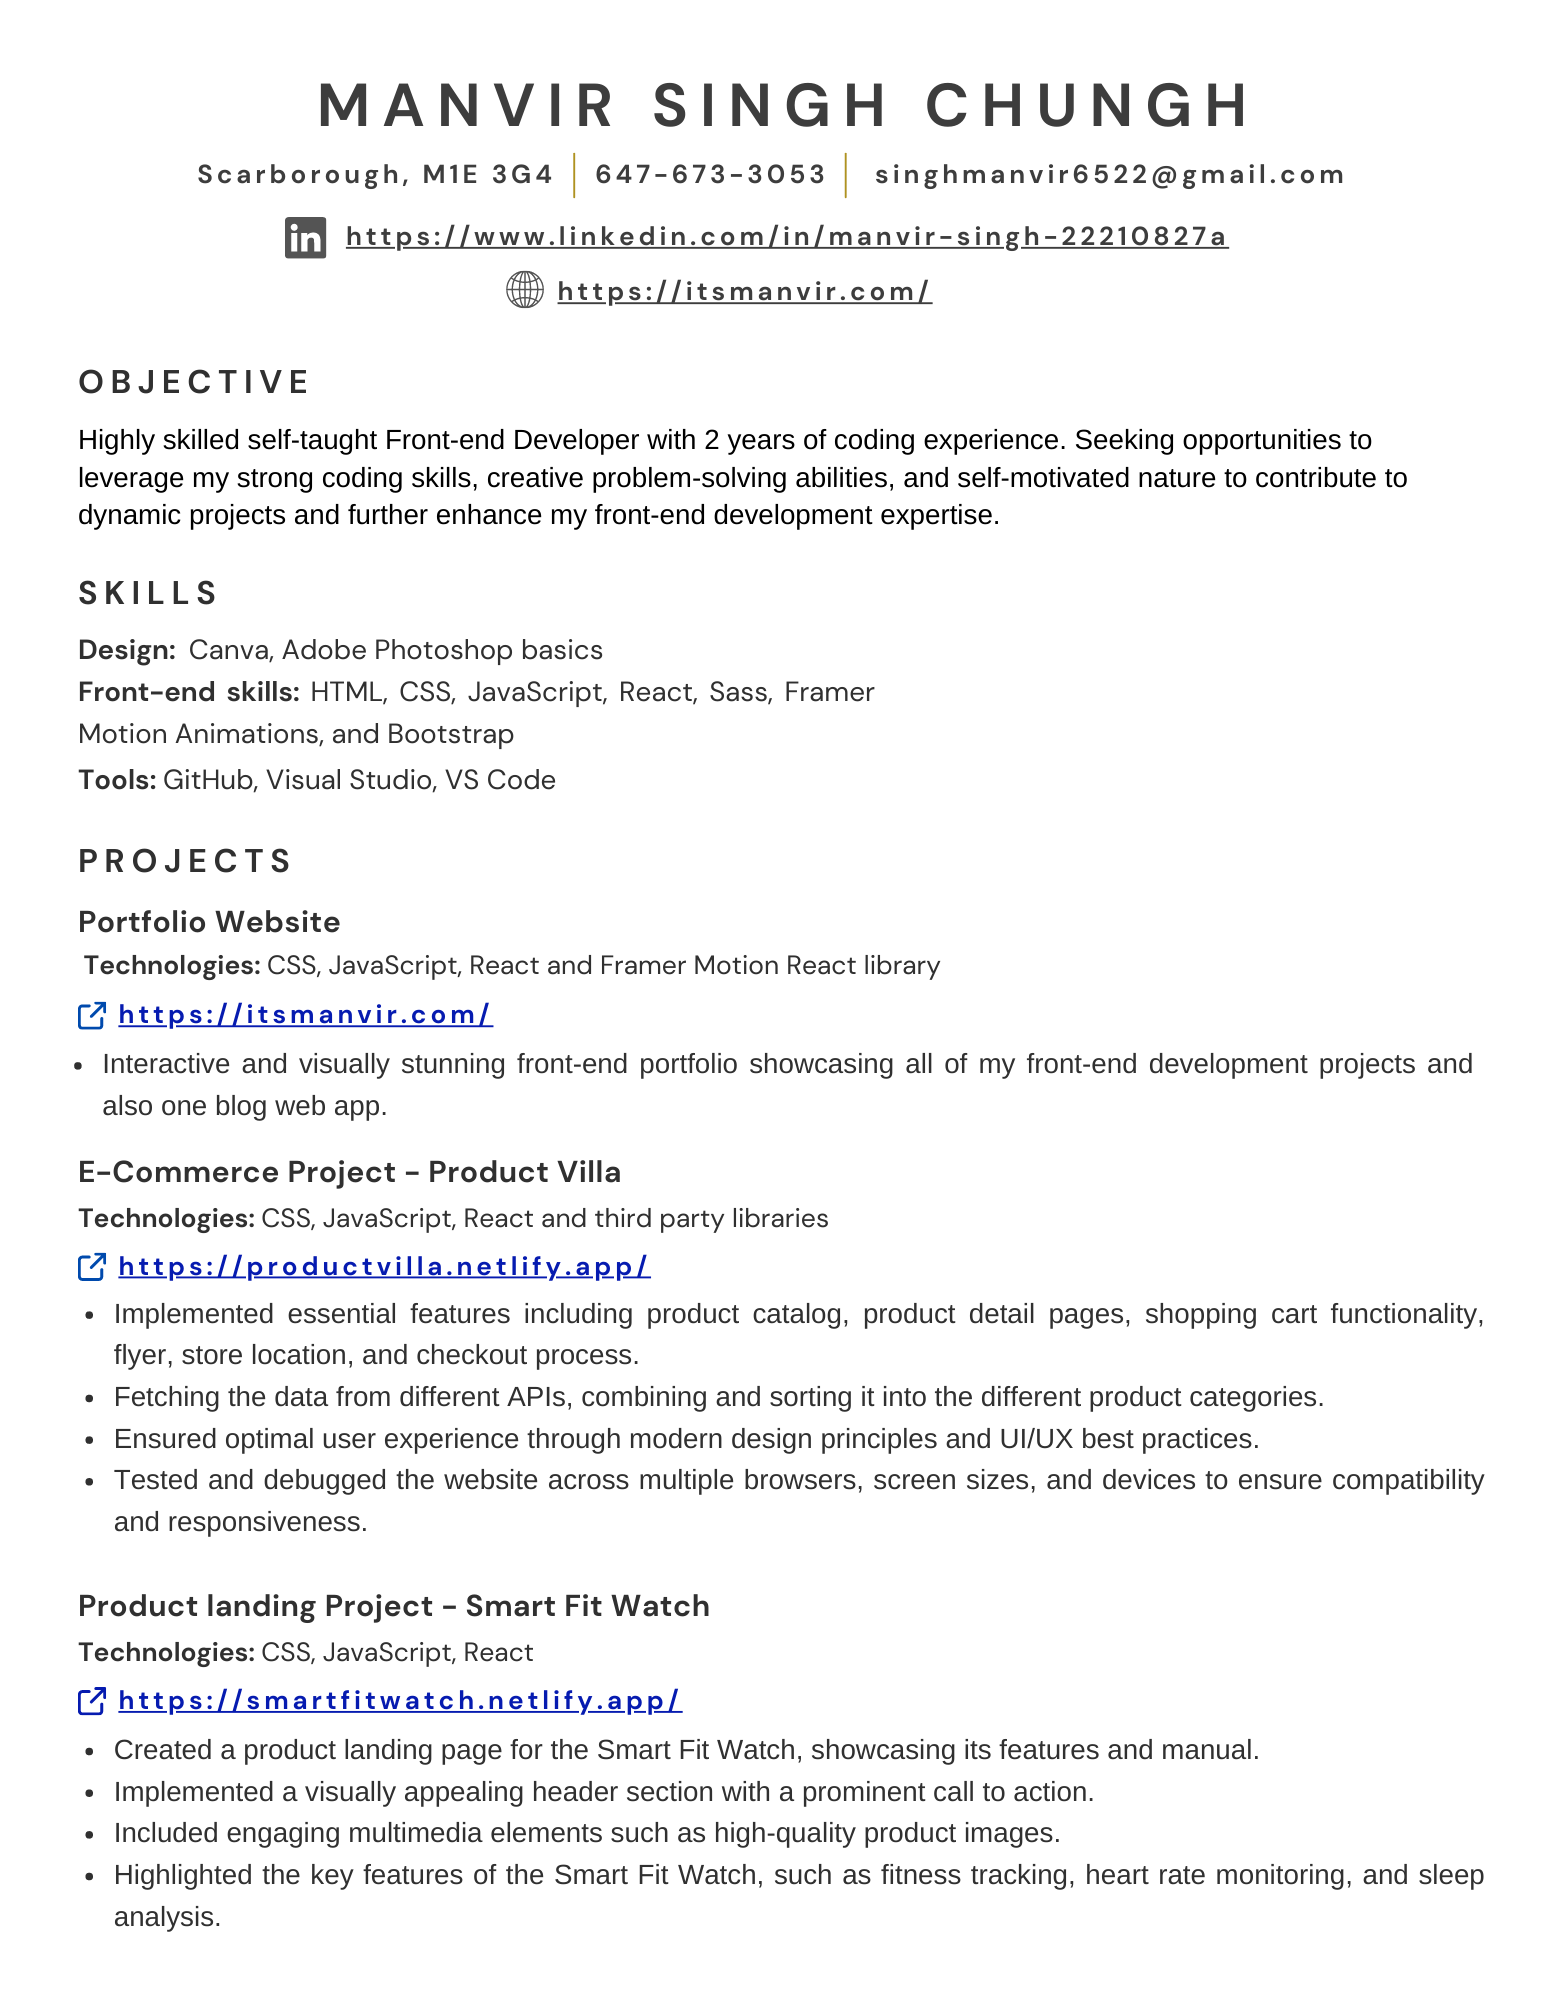 MANVIR SINGH CHUNGH
Scarborough, M1E 3G4 647-673-3053 singhmanvir6522@gmail.com
in https://www.linkedin.com/in/manvir-singh-22210827a
https://itsmanvir.com/
OBJECTIVE
Highly skilled self-taught Front-end Developer with 2 years of coding experience. Seeking opportunities to
leverage my strong coding skills, creative problem-solving abilities, and self-motivated nature to contribute to
dynamic projects and further enhance my front-end development expertise.
SKILLS
Design: Canva, Adobe Photoshop basics
Front-end skills: HTML, CSS, JavaScript, React, Sass, Framer
Motion Animations, and Bootstrap
Tools: GitHub, Visual Studio, VS Code
PROJECTS
Portfolio Website
Technologies: CSS, JavaScript, React and Framer Motion React library
https://itsmanvir.com/
• Interactive and visually stunning front-end portfolio showcasing all of my front-end development projects and
also one blog web app.
E-Commerce Project - Product Villa
Technologies: CSS, JavaScript, React and third party libraries
https://productvilla.netlify.app/
• Implemented essential features including product catalog, product detail pages, shopping cart functionality,
flyer, store location, and checkout process.
• Fetching the data from different APIs, combining and sorting it into the different product categories.
• Ensured optimal user experience through modern design principles and UI/UX best practices.
• Tested and debugged the website across multiple browsers, screen sizes, and devices to ensure compatibility
and responsiveness.
Product landing Project - Smart Fit Watch
Technologies: CSS, JavaScript, React
https://smartfitwatch.netlify.app/
• Created a product landing page for the Smart Fit Watch, showcasing its features and manual.
• Implemented a visually appealing header section with a prominent call to action.
• Included engaging multimedia elements such as high-quality product images.
• Highlighted the key features of the Smart Fit Watch, such as fitness tracking, heart rate monitoring, and sleep
analysis.